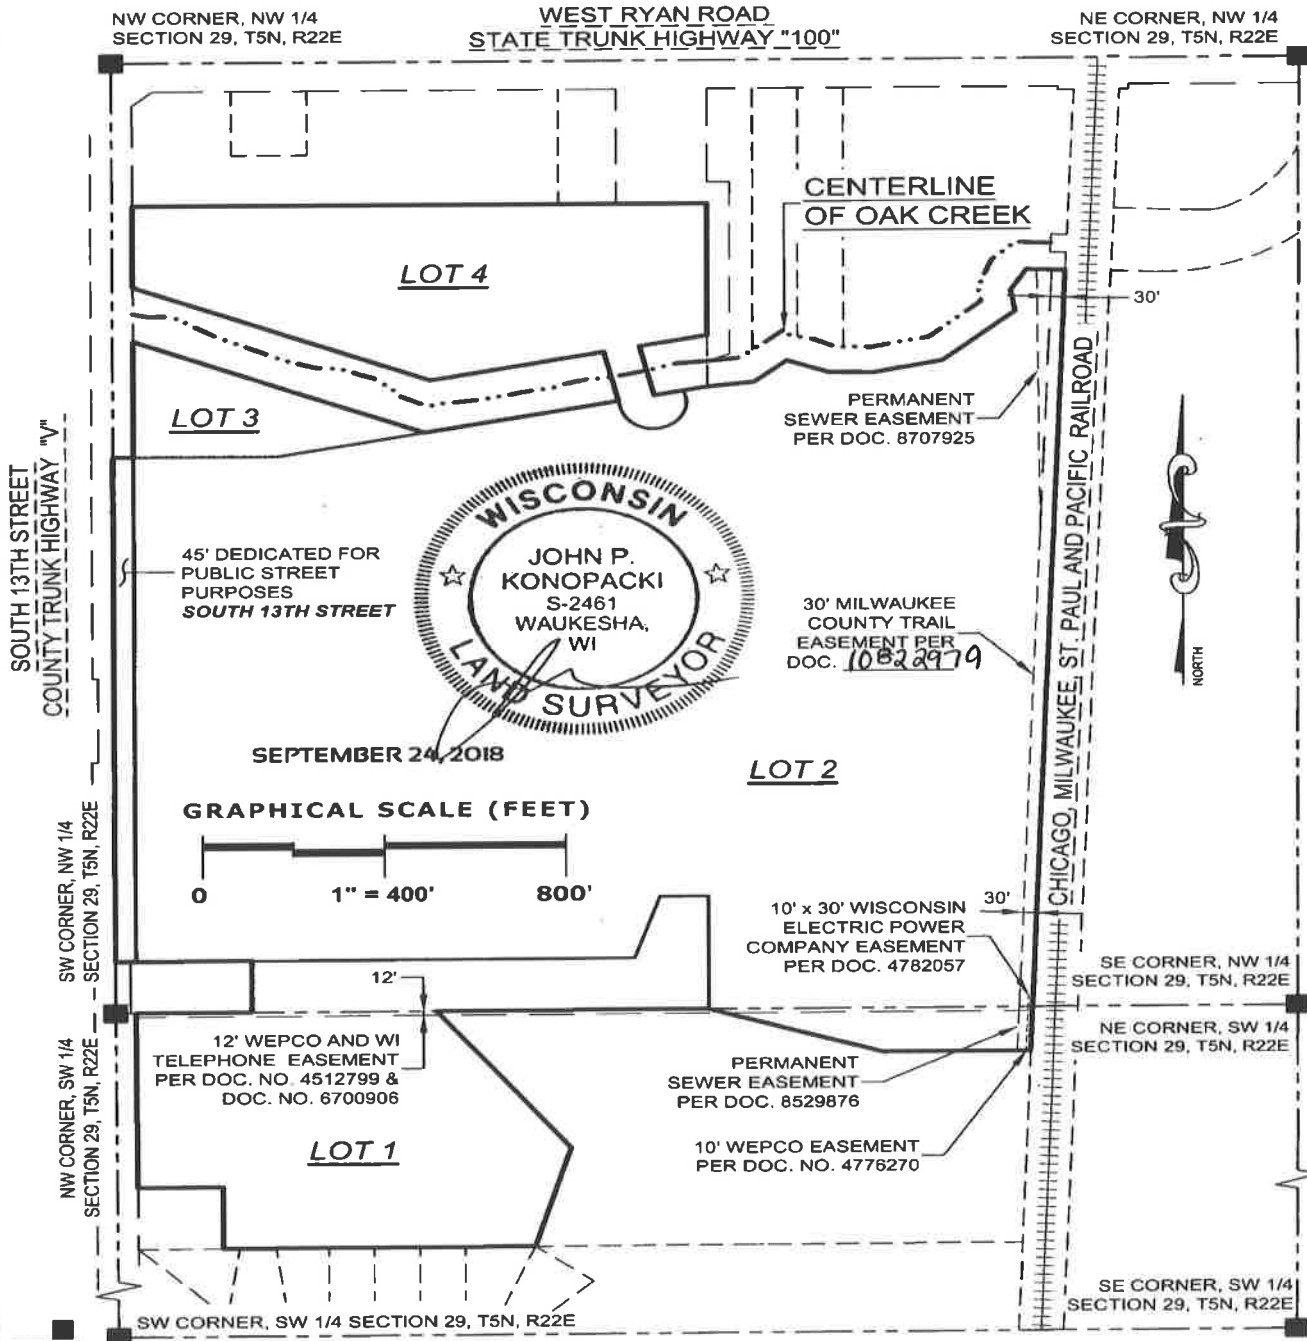 NW CORNER, NW 1/4
SECTION 29, T5N, R22E
WEST RYAN ROAD
STATE TRUNK HIGHWAY "100"
NE CORNER, NW 1/4
SECTION 29, T5N, R22E
CENTERLINE
OF OAK CREEK
LOT 4
30'
LOT 3
PERMANENT
SEWER EASEMENT
PER DOC. 8707925
SOUTH 13TH STREET
COUNTY TRUNK HIGHWAY "V"
CHICAGO, MILWAUKEE, ST. PAUL AND PACIFIC RAILROAD
NORTH
45' DEDICATED FOR
PUBLIC STREET
PURPOSES
SOUTH 13TH STREET
WISCONSIN
JOHN P.
KONOPACKI
S-2461
WAUKESHA,
WI
LAND SURVEYOR
SEPTEMBER 24, 2018
30' MILWAUKEE
COUNTY TRAIL
EASEMENT PER
DOC. 10822979
LOT 2
GRAPHICAL SCALE (FEET)
0 1" = 400' 800'
SW CORNER, NW 1/4
SECTION 29, T5N, R22E
10' x 30' WISCONSIN
ELECTRIC POWER
COMPANY EASEMENT
PER DOC. 4782057
30'
12'
SE CORNER, NW 1/4
SECTION 29, T5N, R22E
NE CORNER, SW 1/4
SECTION 29, T5N, R22E
NW CORNER, SW 1/4
SECTION 29, T5N, R22E
12' WEPCO AND WI
TELEPHONE EASEMENT
PER DOC. NO. 4512799 &
DOC. NO. 6700906
PERMANENT
SEWER EASEMENT
PER DOC. 8529876
LOT 1
10' WEPCO EASEMENT
PER DOC. NO. 4776270
SE CORNER, SW 1/4
SECTION 29, T5N, R22E
SW CORNER, SW 1/4 SECTION 29, T5N, R22E